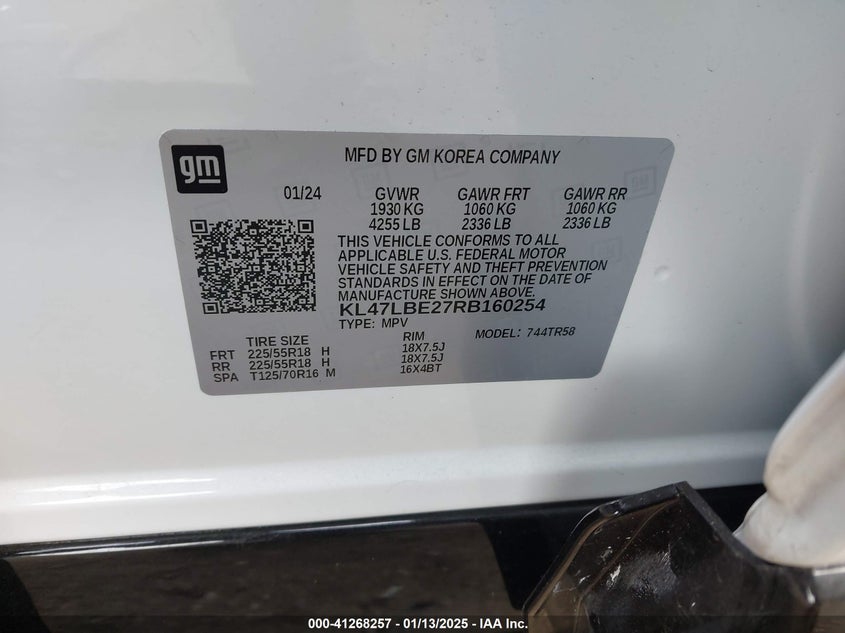 gm
MFD BY GM KOREA COMPANY
01/24 GVWR GAWR FRT GAWR RR
1930 KG 1060 KG 1060 KG
4255 LB 2336 LB 2336 LB
THIS VEHICLE CONFORMS TO ALL
APPLICABLE U.S. FEDERAL MOTOR
VEHICLE SAFETY AND THEFT PREVENTION
STANDARDS IN EFFECT ON THE DATE OF
MANUFACTURE SHOWN ABOVE.
KL47LBE27RB160254
TYPE: MPV MODEL: 744TR58
TIRE SIZE RIM
FRT 225/55R18 H 18X7.5J
RR 225/55R18 H 18X7.5J
SPA T125/70R16 M 16X4BT
000-41268257 - 01/13/2025 - IAA Inc.